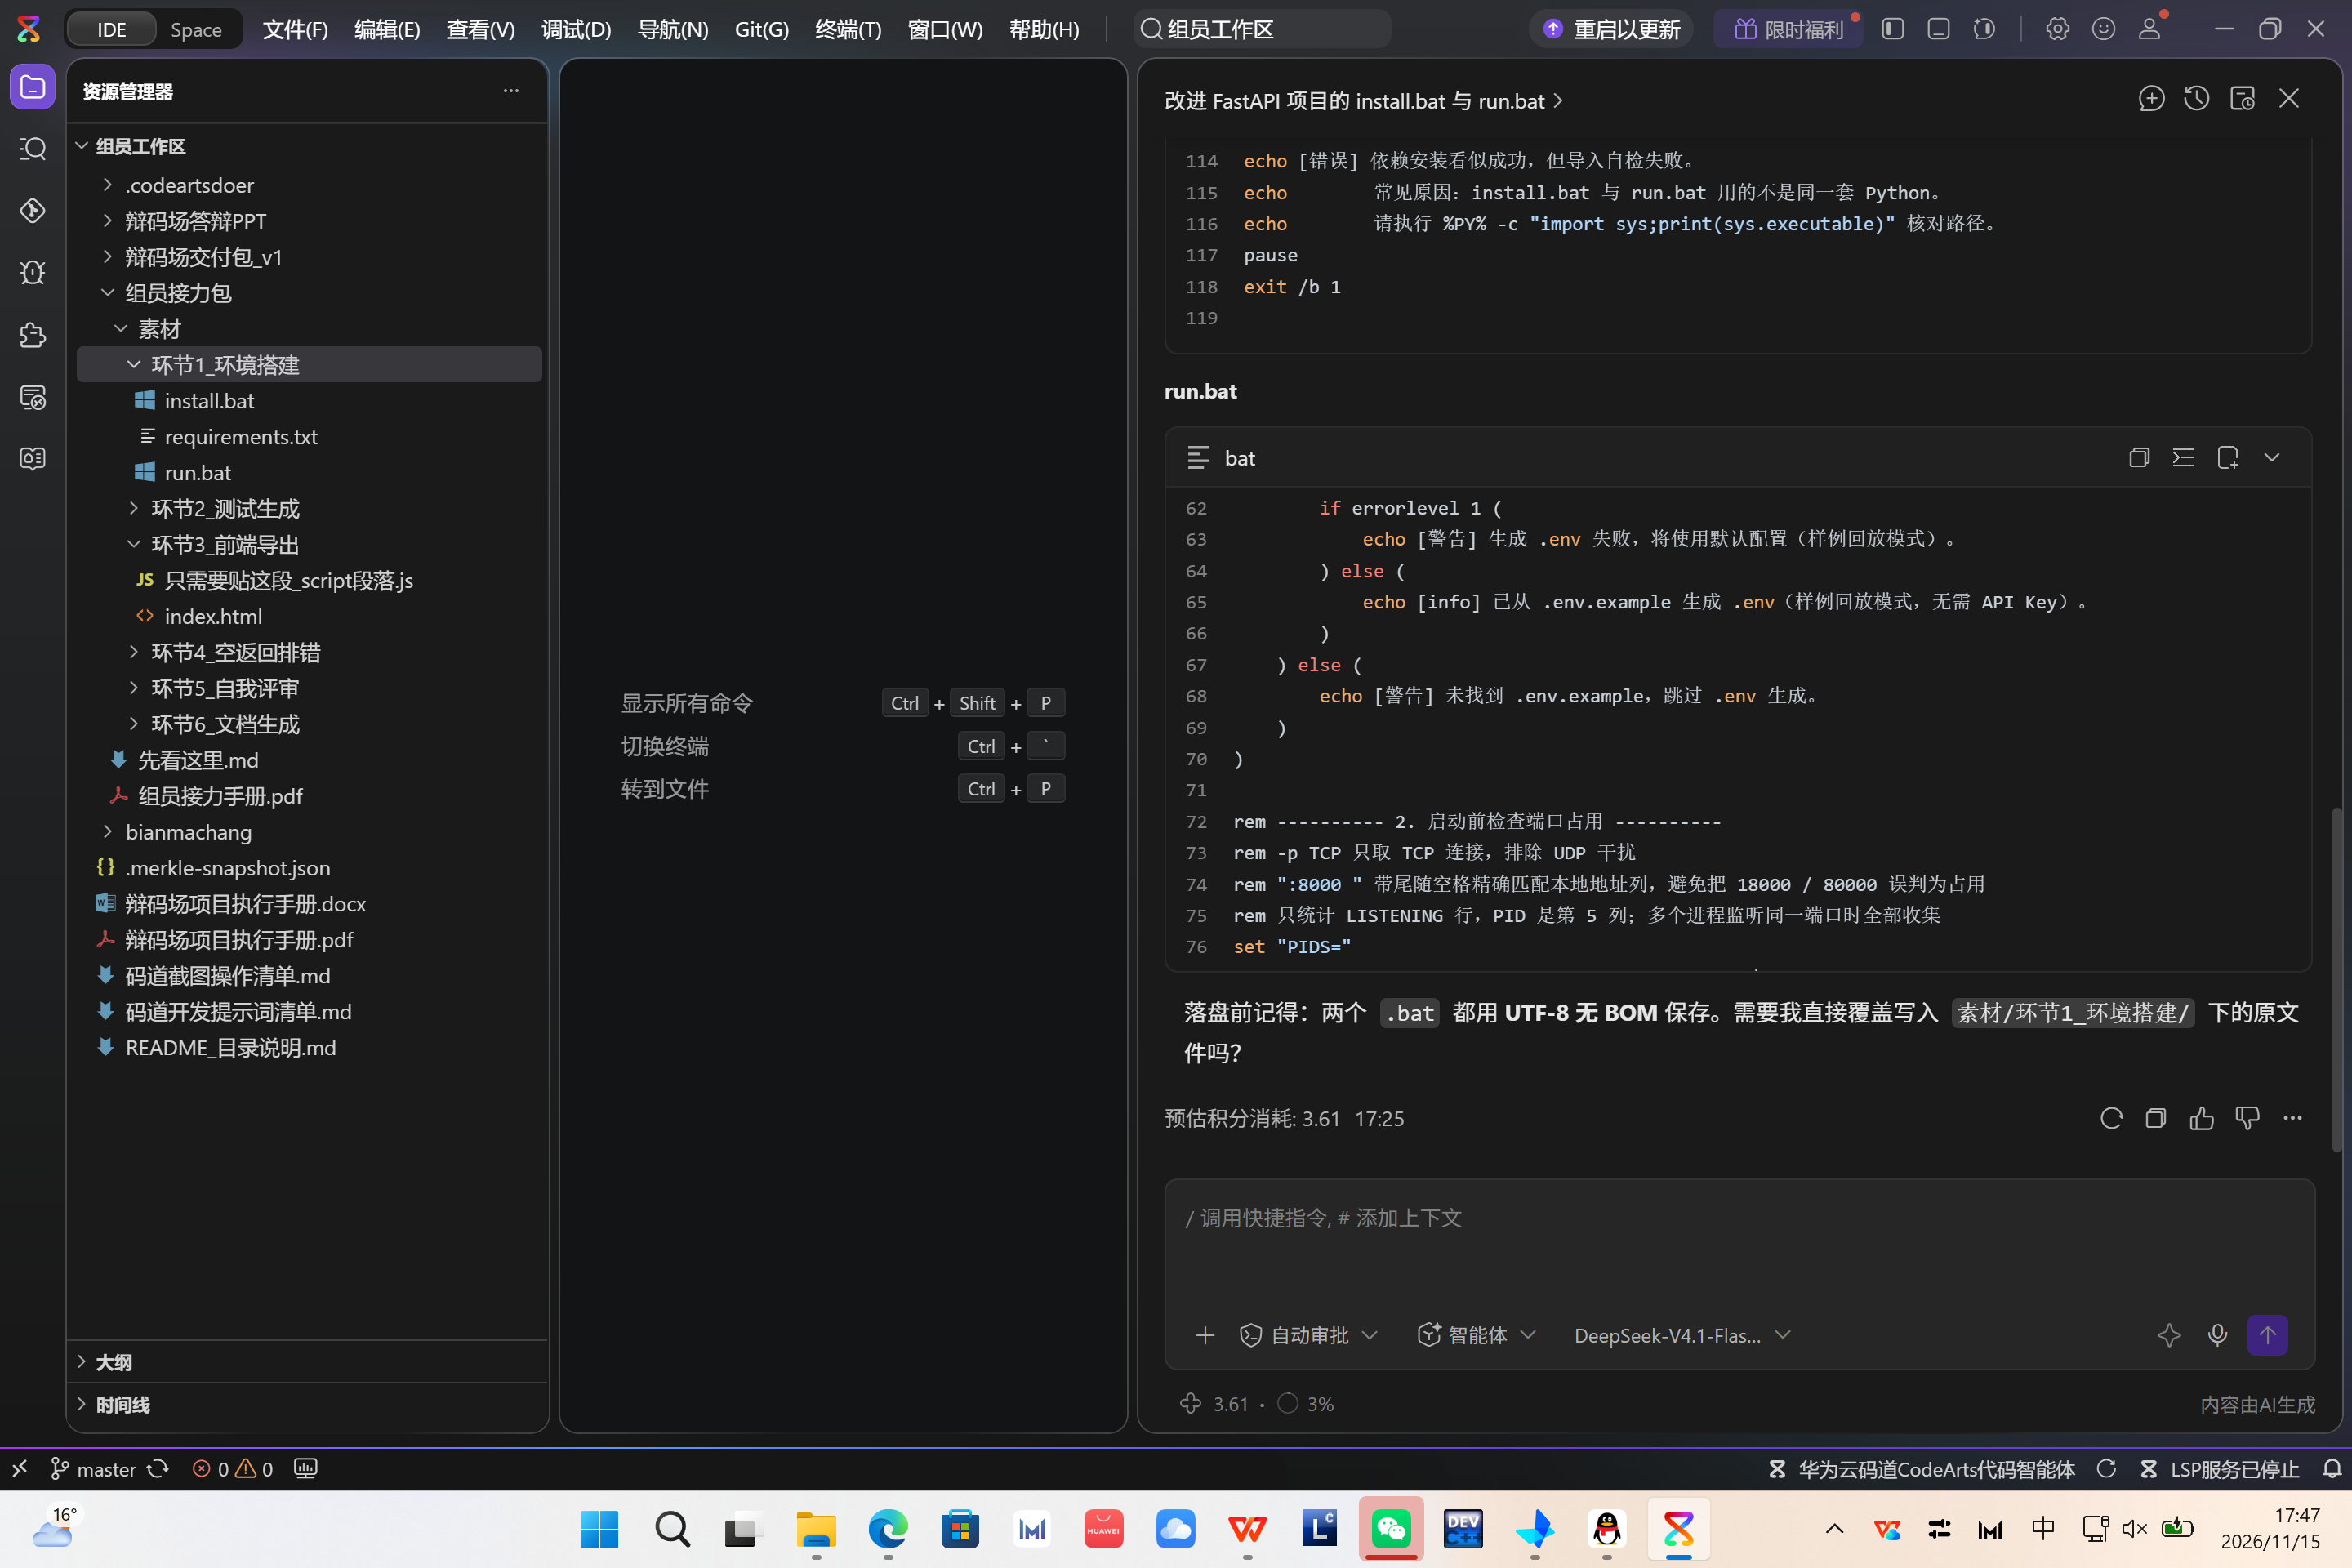 IDE Space 文件(F) 编辑(E) 查看(V) 调试(D) 导航(N) Git(G) 终端(T) 窗口(W) 帮助(H) 组员工作区 重启以更新 限时福利
资源管理器
组员工作区
.codeartsdoer
辩码场答辩PPT
辩码场交付包_v1
组员接力包
素材
环节1_环境搭建
install.bat
requirements.txt
run.bat
环节2_测试生成
环节3_前端导出
JS 只需要贴这段_script段落.js
<> index.html
环节4_空返回排错
环节5_自我评审
环节6_文档生成
先看这里.md
组员接力手册.pdf
bianmachang
{} .merkle-snapshot.json
辩码场项目执行手册.docx
辩码场项目执行手册.pdf
码道截图操作清单.md
码道开发提示词清单.md
README_目录说明.md
大纲
时间线
显示所有命令 Ctrl + Shift + P
切换终端 Ctrl + `
转到文件 Ctrl + P
改进 FastAPI 项目的 install.bat 与 run.bat
114 echo [错误] 依赖安装看似成功，但导入自检失败。
115 echo        常见原因：install.bat 与 run.bat 用的不是同一套 Python。
116 echo        请执行 %PY% -c "import sys;print(sys.executable)" 核对路径。
117 pause
118 exit /b 1
119
run.bat
bat
62         if errorlevel 1 (
63             echo [警告] 生成 .env 失败，将使用默认配置（样例回放模式）。
64         ) else (
65             echo [info] 已从 .env.example 生成 .env（样例回放模式，无需 API Key）。
66         )
67     ) else (
68         echo [警告] 未找到 .env.example，跳过 .env 生成。
69     )
70 )
71
72 rem ---------- 2. 启动前检查端口占用 ----------
73 rem -p TCP 只取 TCP 连接，排除 UDP 干扰
74 rem ":8000 " 带尾随空格精确匹配本地地址列，避免把 18000 / 80000 误判为占用
75 rem 只统计 LISTENING 行，PID 是第 5 列；多个进程监听同一端口时全部收集
76 set "PIDS="
落盘前记得：两个 .bat 都用 UTF-8 无 BOM 保存。需要我直接覆盖写入 素材/环节1_环境搭建/ 下的原文
件吗？
预估积分消耗: 3.61 17:25
/ 调用快捷指令, # 添加上下文
自动审批 智能体 DeepSeek-V4.1-Flas...
3.61 · 3%
内容由AI生成
master 0 0 华为云码道CodeArts代码智能体 LSP服务已停止
16°
HUAWEI
LC
DEV C++
中
17:47
2026/11/15